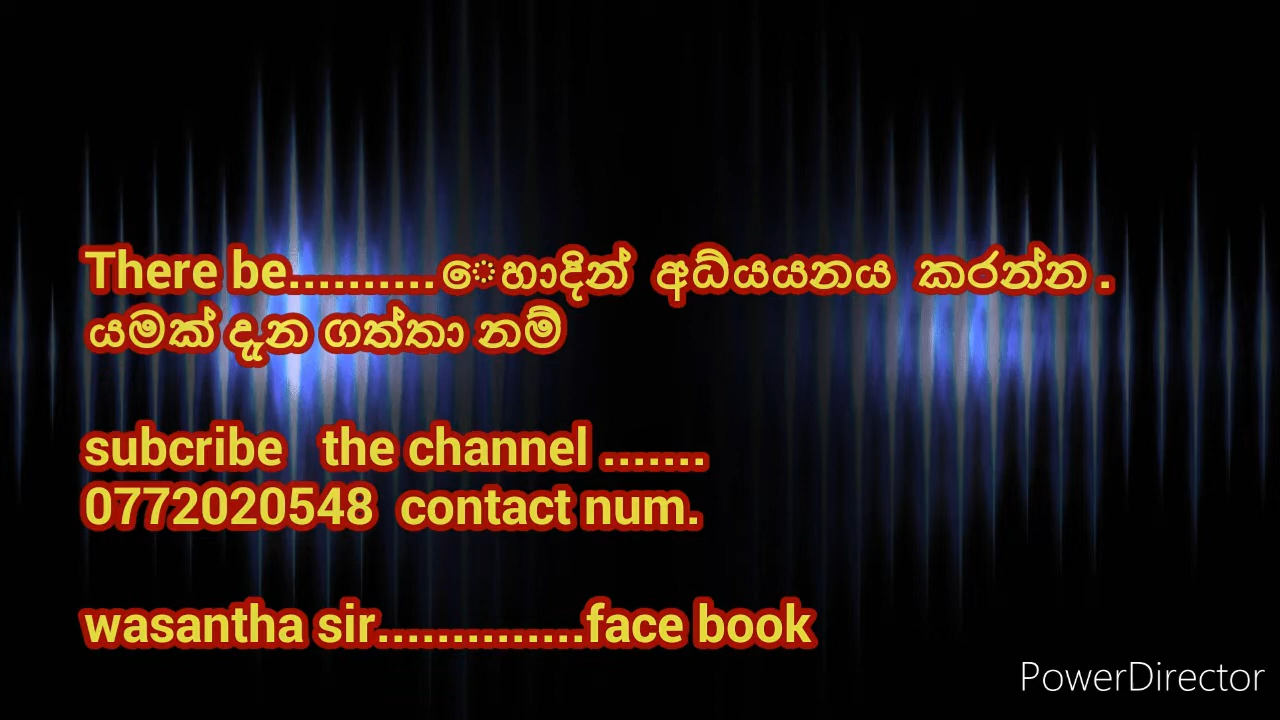 There be..........ෙහාදින් අධ්යයනය කරන්න .
යමක් දැන ගත්තා නම්
subcribe the channel .......
0772020548 contact num.
wasantha sir..............face book
PowerDirector